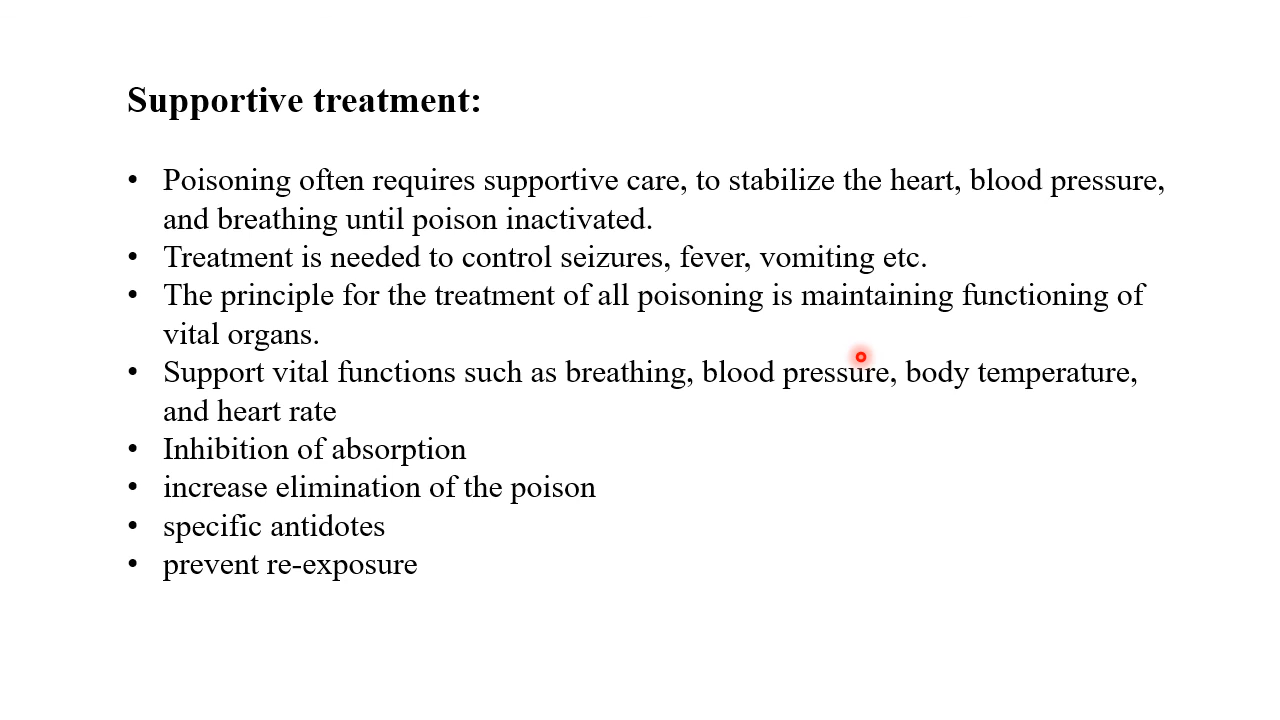 Supportive treatment:
• Poisoning often requires supportive care, to stabilize the heart, blood pressure,
and breathing until poison inactivated.
• Treatment is needed to control seizures, fever, vomiting etc.
• The principle for the treatment of all poisoning is maintaining functioning of
vital organs.
• Support vital functions such as breathing, blood pressure, body temperature,
and heart rate
• Inhibition of absorption
• increase elimination of the poison
• specific antidotes
• prevent re-exposure